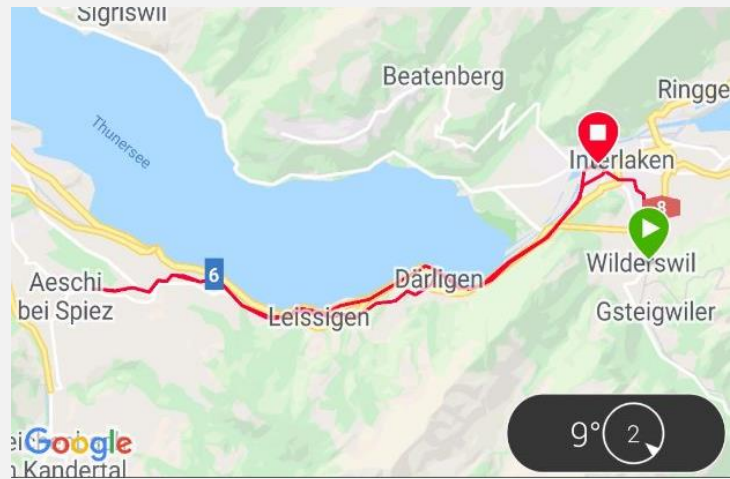 Sigriswil
Beatenberg
Ringge
Thunersee
Interlaken
8
6
Wilderswil
Aeschi
bei Spiez
Därligen
Leissigen
Gsteigwiler
9°
2
Google
Kandertal